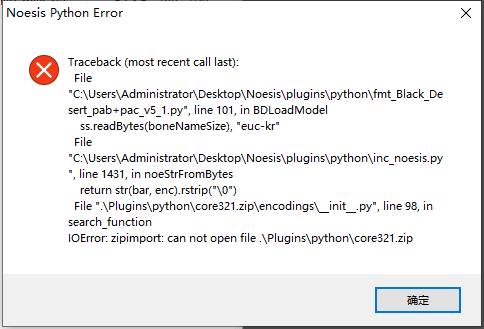 Noesis Python Error
Traceback (most recent call last):
File
"C:\Users\Administrator\Desktop\Noesis\plugins\python\fmt_Black_De
sert_pab+pac_v5_1.py", line 101, in BDLoadModel
ss.readBytes(boneNameSize), "euc-kr"
File
"C:\Users\Administrator\Desktop\Noesis\plugins\python\inc_noesis.py
", line 1431, in noeStrFromBytes
return str(bar, enc).rstrip("\0")
File ".\Plugins\python\core321.zip\encodings\__init__.py", line 98, in
search_function
IOError: zipimport: can not open file .\Plugins\python\core321.zip
确定